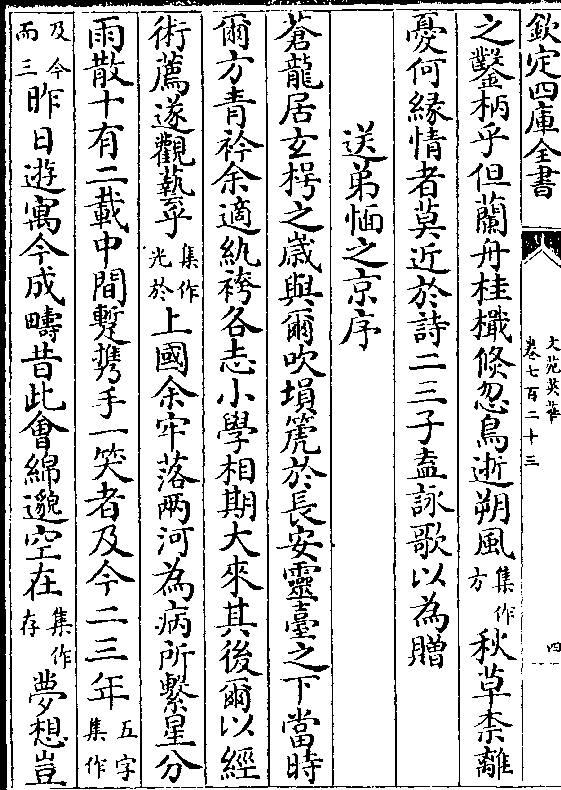 欽定四庫全書
文苑英華
卷七百二十三
四
之鑿柄乎但蘭舟桂檝倏忽鳥逝朔風集作方秋草柰離
憂何緣情者莫近於詩二三子盍詠歌以為贈
送弟愐之京序
蒼龍居玄枵之歲與爾吹塤箎於長安靈臺之下當時
爾方青衿余適紈袴各志小學相期大來其後爾以經
術薦遂觀藝乎集作光於上國余牢落兩河為病所繫星分
雨散十有二載中間蹔携手一笑者及今二三年五字集作
及今而三昨日遊寓今成疇昔此會綿邈空在集作存夢想豈